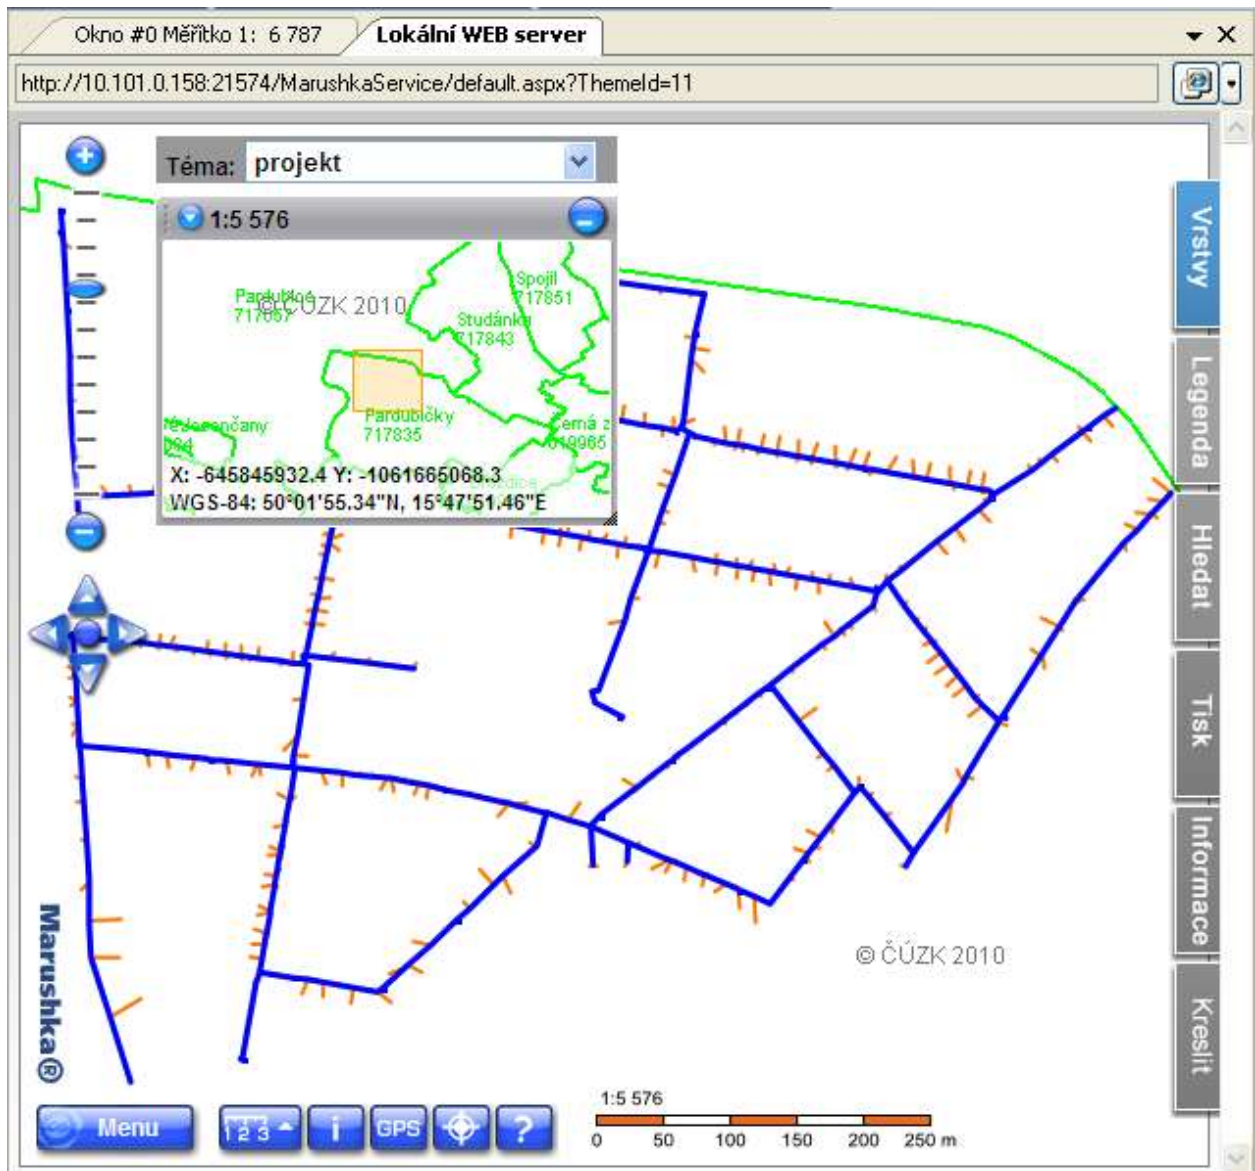 Okno #0 Měřítko 1: 6 787
Lokální WEB server
http://10.101.0.158:21574/MarushkaService/default.aspx?ThemeId=11
Téma: projekt
1:5 576
Spojil
717851
© ČÚZK 2010
Studánka
717843
Pardubičky
717835
X: -645845932.4 Y: -1061665068.3
WGS-84: 50°01'55.34"N, 15°47'51.46"E
Vrstvy
Legenda
Hledat
Tisk
Informace
Kreslit
© ČÚZK 2010
Marushka®
Menu
1 2 3
i
GPS
?
1:5 576
0 50 100 150 200 250 m